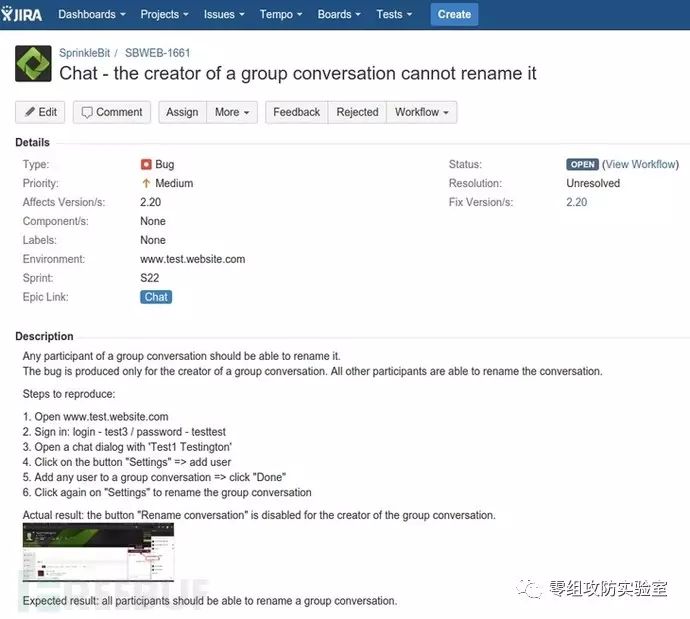 JIRA Dashboards Projects Issues Tempo Boards Tests Create
SprinkleBit / SBWEB-1661
Chat - the creator of a group conversation cannot rename it
Edit Comment Assign More Feedback Rejected Workflow
Details
Type: Bug Status: OPEN (View Workflow)
Priority: Medium Resolution: Unresolved
Affects Version/s: 2.20 Fix Version/s: 2.20
Component/s: None
Labels: None
Environment: www.test.website.com
Sprint: S22
Epic Link: Chat
Description
Any participant of a group conversation should be able to rename it.
The bug is produced only for the creator of a group conversation. All other participants are able to rename the conversation.
Steps to reproduce:
1. Open www.test.website.com
2. Sign in: login - test3 / password - testtest
3. Open a chat dialog with 'Test1 Testington'
4. Click on the button "Settings" => add user
5. Add any user to a group conversation => click "Done"
6. Click again on "Settings" to rename the group conversation
Actual result: the button "Rename conversation" is disabled for the creator of the group conversation.
FREEBUF
零组攻防实验室
Expected result: all participants should be able to rename a group conversation.